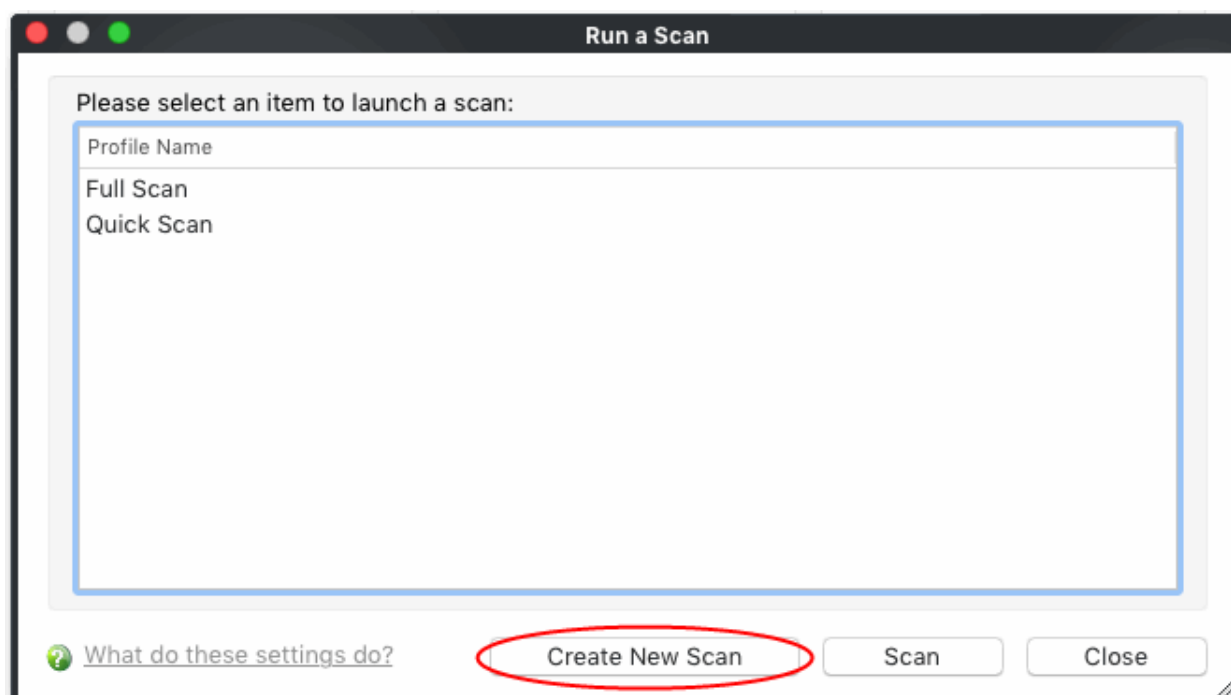 Run a Scan
Please select an item to launch a scan:
Profile Name
Full Scan
Quick Scan
What do these settings do?
Create New Scan
Scan
Close